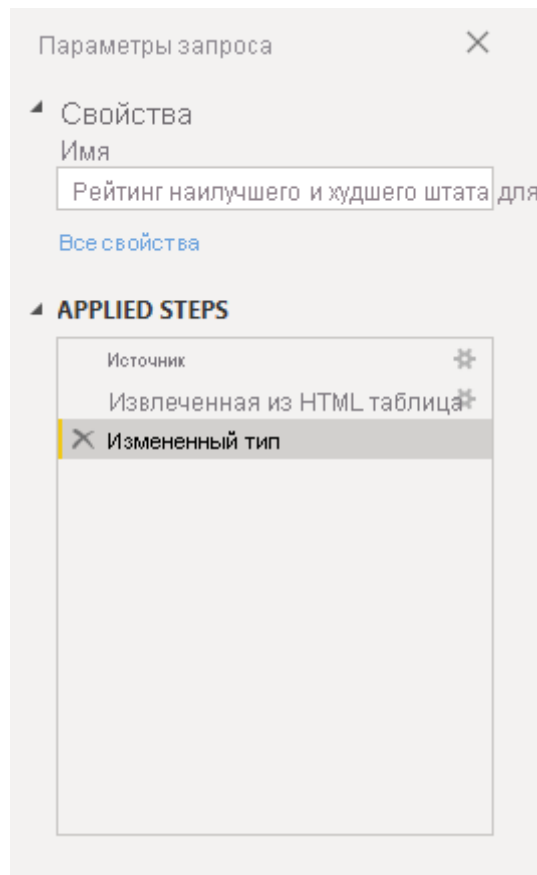 Параметры запроса
Свойства
Имя
Рейтинг наилучшего и худшего штата для
Все свойства
APPLIED STEPS
Источник
Извлеченная из HTML таблица
Измененный тип